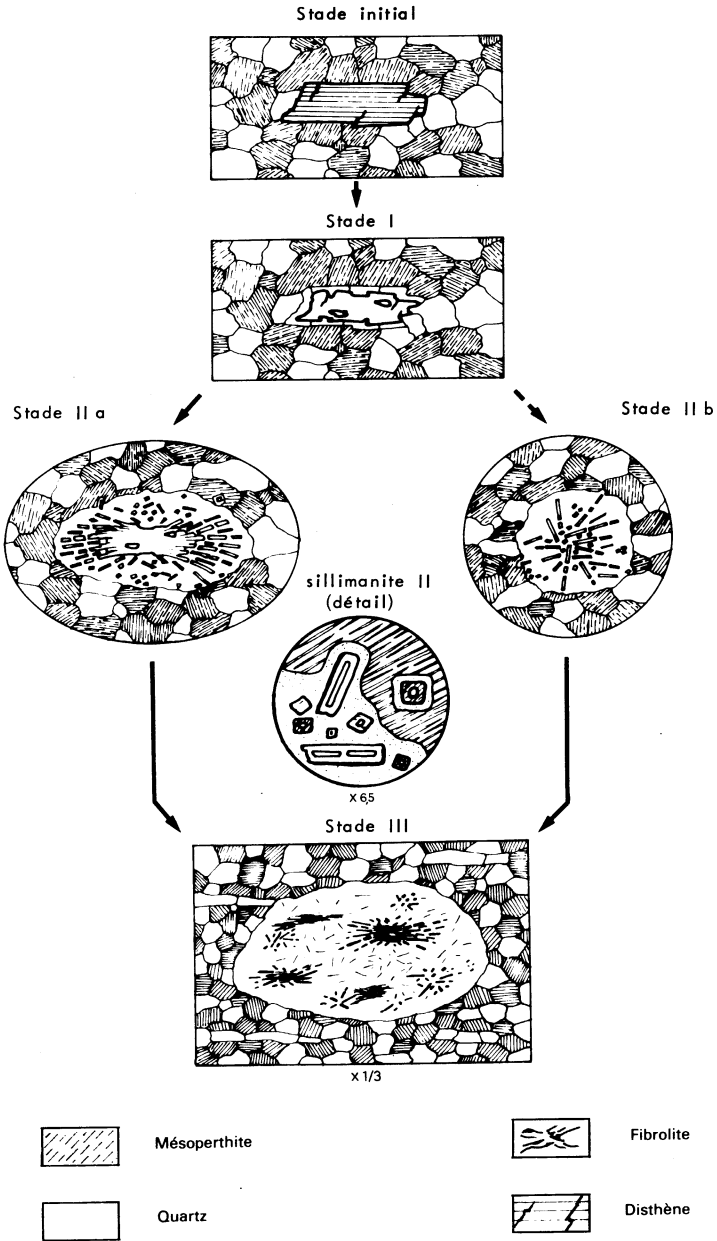 Stade initial
Stade I
Stade II a
Stade II b
sillimanite II
(détail)
X 6,5
Stade III
X 1/3
Mésoperthite
Fibrolite
Quartz
Disthène